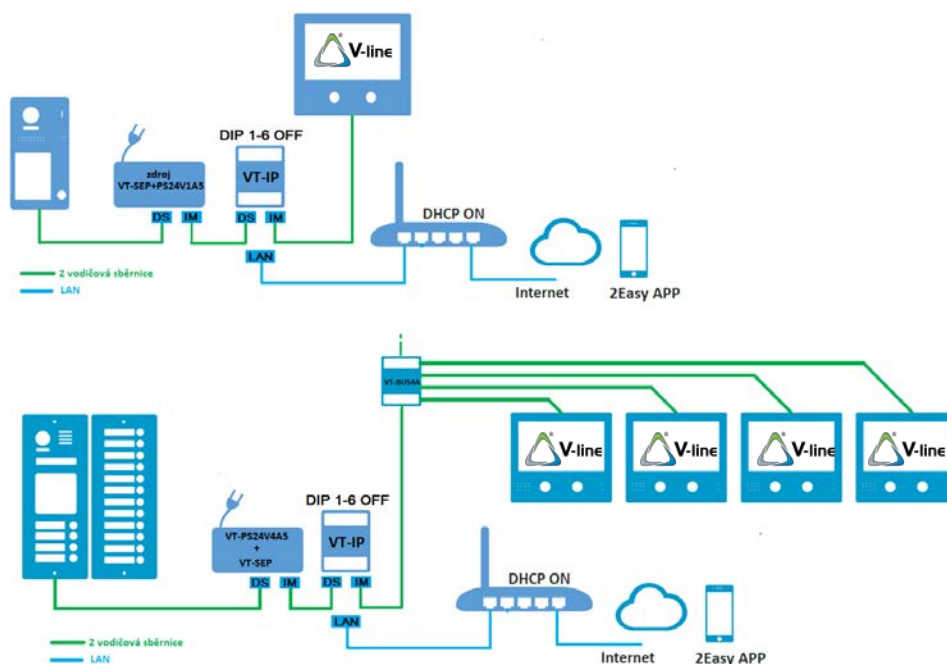 V-line
DIP 1-6 OFF
zdroj
VT-SEP+PS24V1A5
VT-IP
DS IM DS IM
DHCP ON
LAN
2 vodičová sběrnice
LAN
Internet 2Easy APP
VT-BUS4A
V-line V-line V-line V-line
DIP 1-6 OFF
VT-PS24V4A5
+
VT-SEP
VT-IP
DS IM DS IM
DHCP ON
LAN
2 vodičová sběrnice
LAN
Internet 2Easy APP